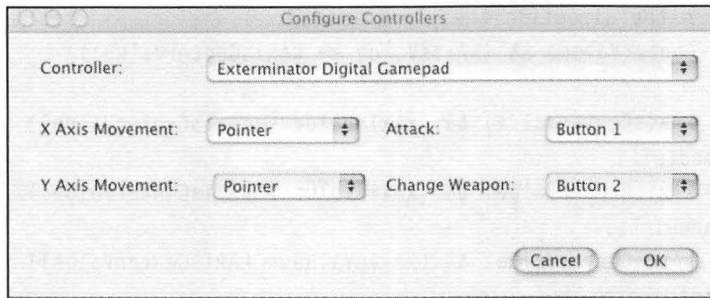 Configure Controllers
Controller: Exterminator Digital Gamepad
X Axis Movement: Pointer Attack: Button 1
Y Axis Movement: Pointer Change Weapon: Button 2
Cancel OK